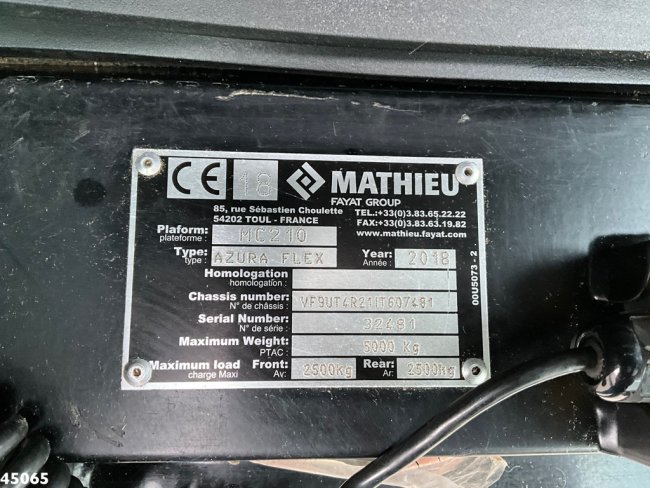 CE 18 MATHIEU
FAYAT GROUP
85, rue Sébastien Choulette TEL.:+33(0)3.83.65.22.22
54202 TOUL - FRANCE FAX:+33(0)3.83.63.19.82
www.mathieu.fayat.com
Plaform: MC210
plateforme :
Type: AZURA FLEX Year: 2018
type : Année :
Homologation
homologation :
Chassis number: VF9UT4R211T607481
N° de châssis :
Serial Number: 32481
N° de série :
Maximum Weight: 5000 Kg
PTAC :
Maximum load Front: 2500kg Rear: 2500kg
charge Maxi Av: Ar:
00U5073 - 2
45065